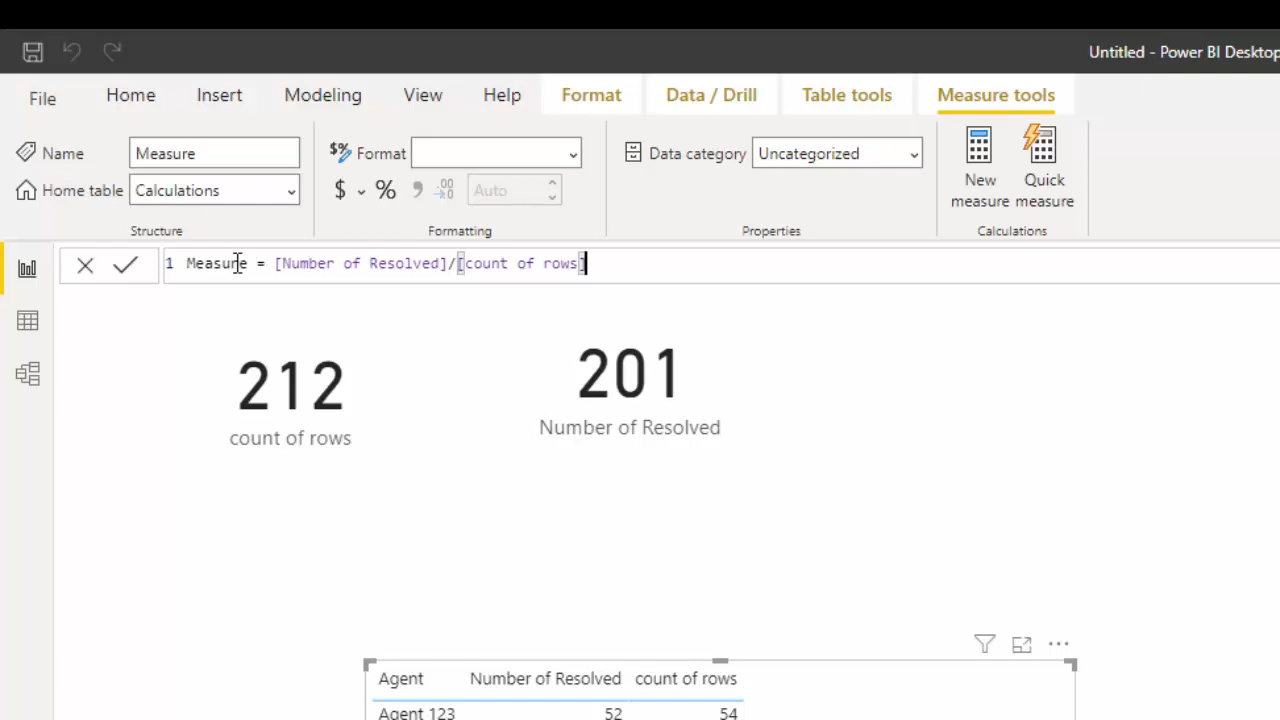 Untitled - Power BI Desktop
File Home Insert Modeling View Help Format Data / Drill Table tools Measure tools
Name Measure $% Format Data category Uncategorized
Home table Calculations $ % 9 .00 →0 Auto
New measure
Quick measure
Structure Formatting Properties Calculations
1 Measure = [Number of Resolved]/[count of rows]
212
count of rows
201
Number of Resolved
Agent Number of Resolved count of rows
Agent 123 52 54